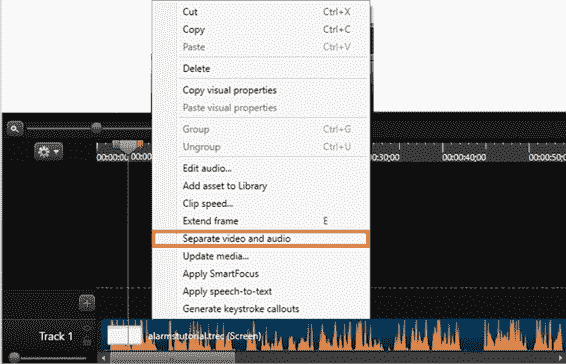 Cut Ctrl+X
Copy Ctrl+C
Paste Ctrl+V
Delete
Copy visual properties
Paste visual properties
Group Ctrl+G
Ungroup Ctrl+U
Edit audio...
Add asset to Library
Clip speed...
Extend frame E
Separate video and audio
Update media...
Apply SmartFocus
Apply speech-to-text
Generate keystroke callouts
00:00:00 00:00 0:30;00 00:00:40;00 00:00:50;0
Track 1
alarmstutorial.trec (Screen)